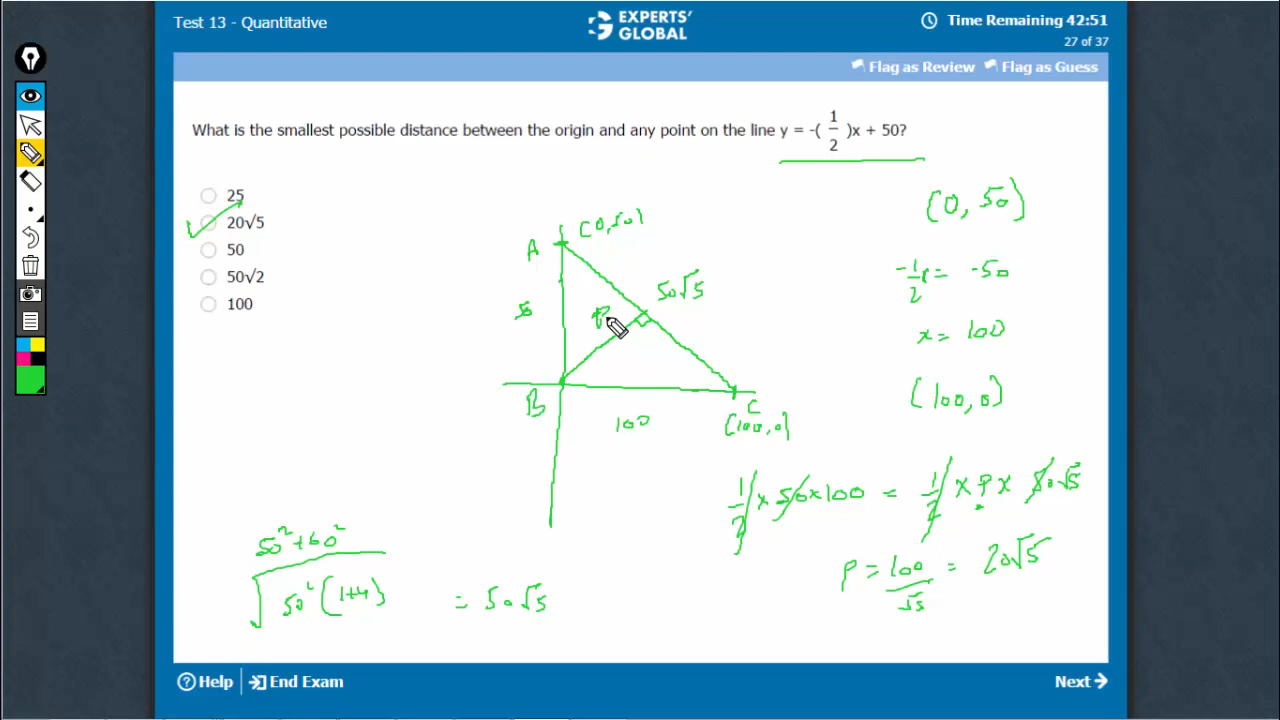 Test 13 - Quantitative
EXPERTS'
GLOBAL
Time Remaining 42:51
27 of 37
Flag as Review
Flag as Guess
What is the smallest possible distance between the origin and any point on the line y = -( 1/2 )x + 50?
25
20√5
50
50√2
100
(0, 50)
(0,50)
A
50√5
-1/2 x = -50
50
P
x = 100
B
C
100
(100,0)
(100,0)
1/2 x 50x100 = 1/2 x P x 50√5
50²+100²
P = 100/√5 = 20√5
√50²(1+4) = 50√5
Help
End Exam
Next